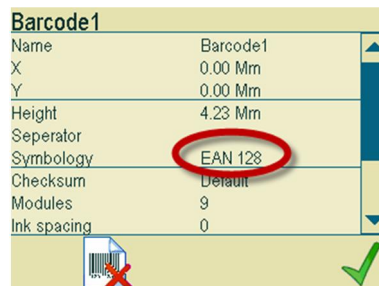 Barcode1
Name Barcode1
X 0.00 Mm
Y 0.00 Mm
Height 4.23 Mm
Seperator
Symbology EAN 128
Checksum Default
Modules 9
Ink spacing 0